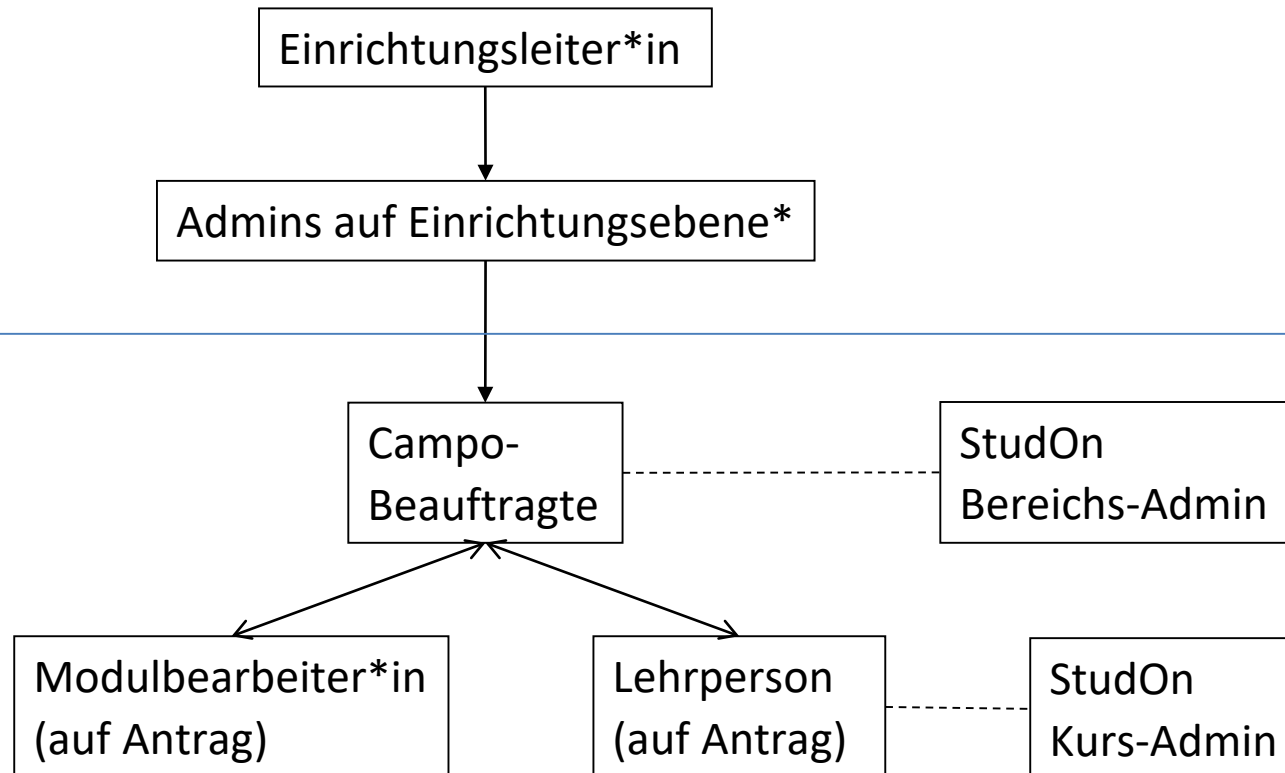 Einrichtungsleiter*in
Admins auf Einrichtungsebene*
Campo-
Beauftragte
StudOn
Bereichs-Admin
Modulbearbeiter*in
(auf Antrag)
Lehrperson
(auf Antrag)
StudOn
Kurs-Admin